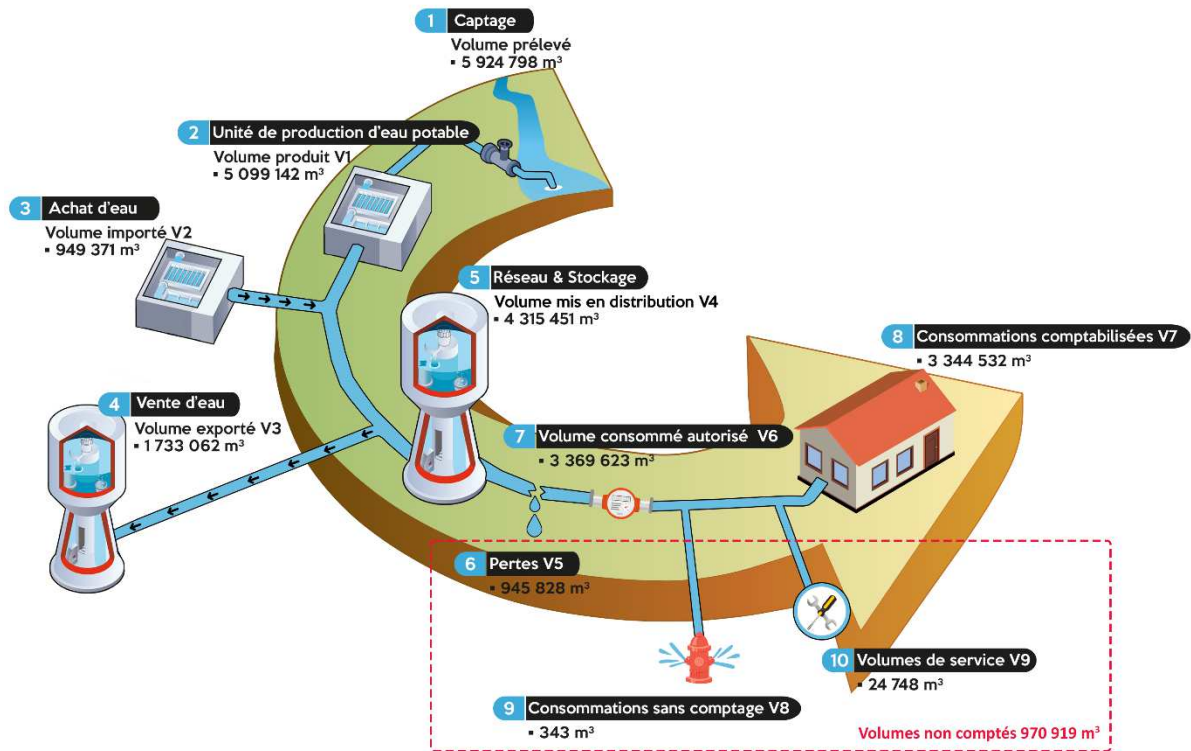 1 Captage
Volume prélevé
▪ 5 924 798 m³
2 Unité de production d'eau potable
Volume produit V1
▪ 5 099 142 m³
3 Achat d'eau
Volume importé V2
▪ 949 371 m³
4 Vente d'eau
Volume exporté V3
▪ 1 733 062 m³
5 Réseau & Stockage
Volume mis en distribution V4
▪ 4 315 451 m³
6 Pertes V5
▪ 945 828 m³
7 Volume consommé autorisé V6
▪ 3 369 623 m³
8 Consommations comptabilisées V7
▪ 3 344 532 m³
9 Consommations sans comptage V8
▪ 343 m³
10 Volumes de service V9
▪ 24 748 m³
Volumes non comptés 970 919 m³